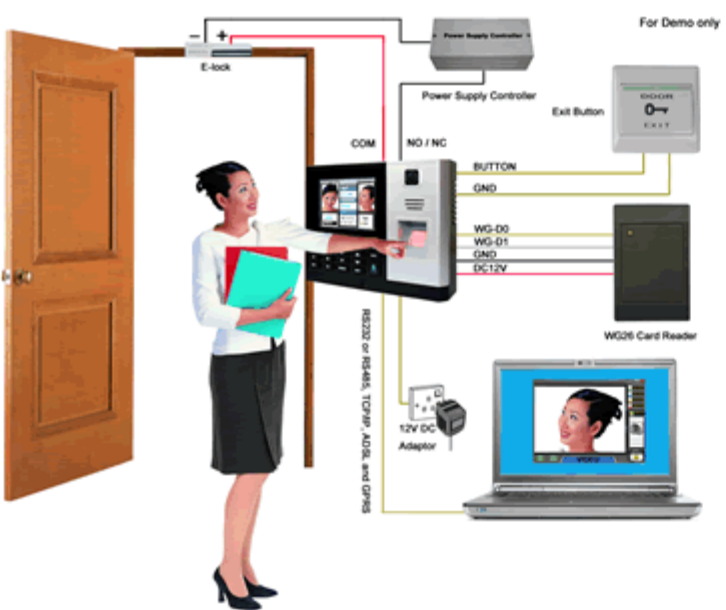 For Demo only
− +
E-lock
Power Supply Controller
Power Supply Controller
DOOR
EXIT
Exit Button
COM
NO / NC
BUTTON
GND
WG-D0
WG-D1
GND
DC12V
WG26 Card Reader
RS232 or RS485, TCP/IP, ADSL and GPRS
12V DC
Adaptor